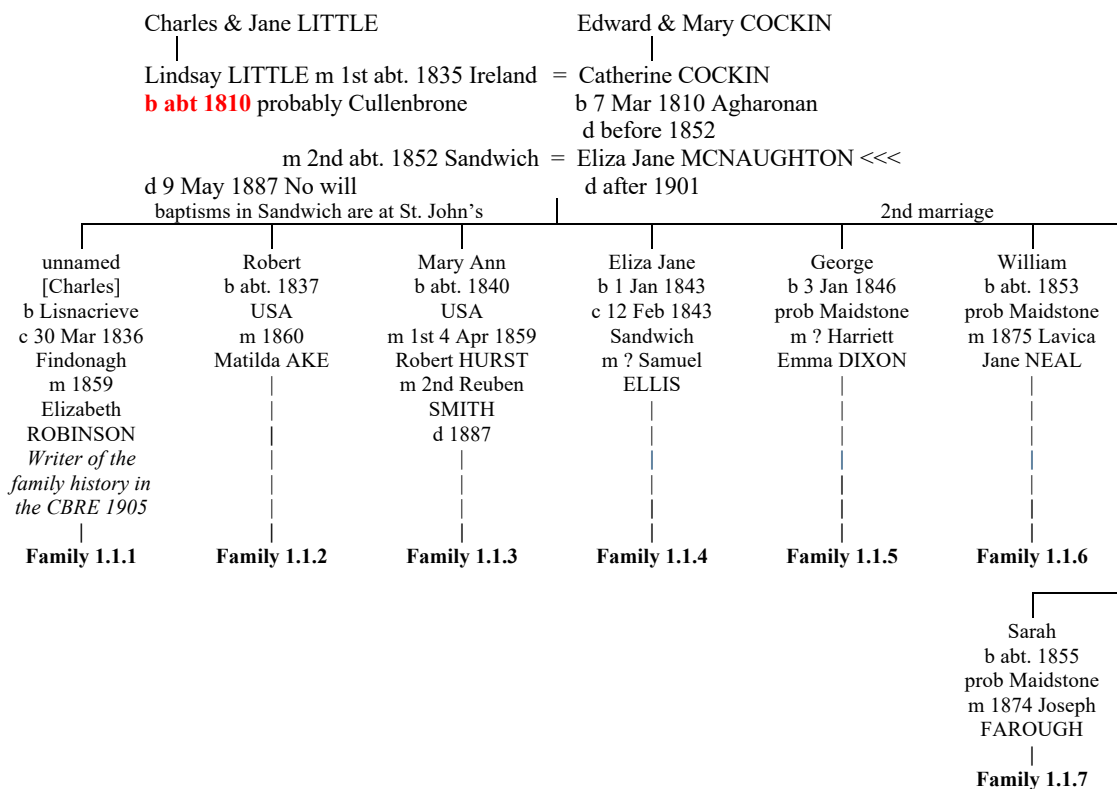 Charles & Jane LITTLE
Edward & Mary COCKIN
Lindsay LITTLE m 1st abt. 1835 Ireland = Catherine COCKIN
b abt 1810 probably Cullenbrone
b 7 Mar 1810 Agharonan
d before 1852
m 2nd abt. 1852 Sandwich = Eliza Jane MCNAUGHTON <<<
d 9 May 1887 No will
d after 1901
baptisms in Sandwich are at St. John's
2nd marriage
unnamed
[Charles]
b Lisnacrieve
c 30 Mar 1836
Findonagh
m 1859
Elizabeth
ROBINSON
Writer of the
family history in
the CBRE 1905
Family 1.1.1
Robert
b abt. 1837
USA
m 1860
Matilda AKE
Family 1.1.2
Mary Ann
b abt. 1840
USA
m 1st 4 Apr 1859
Robert HURST
m 2nd Reuben
SMITH
d 1887
Family 1.1.3
Eliza Jane
b 1 Jan 1843
c 12 Feb 1843
Sandwich
m ? Samuel
ELLIS
Family 1.1.4
George
b 3 Jan 1846
prob Maidstone
m ? Harriett
Emma DIXON
Family 1.1.5
William
b abt. 1853
prob Maidstone
m 1875 Lavica
Jane NEAL
Family 1.1.6
Sarah
b abt. 1855
prob Maidstone
m 1874 Joseph
FAROUGH
Family 1.1.7